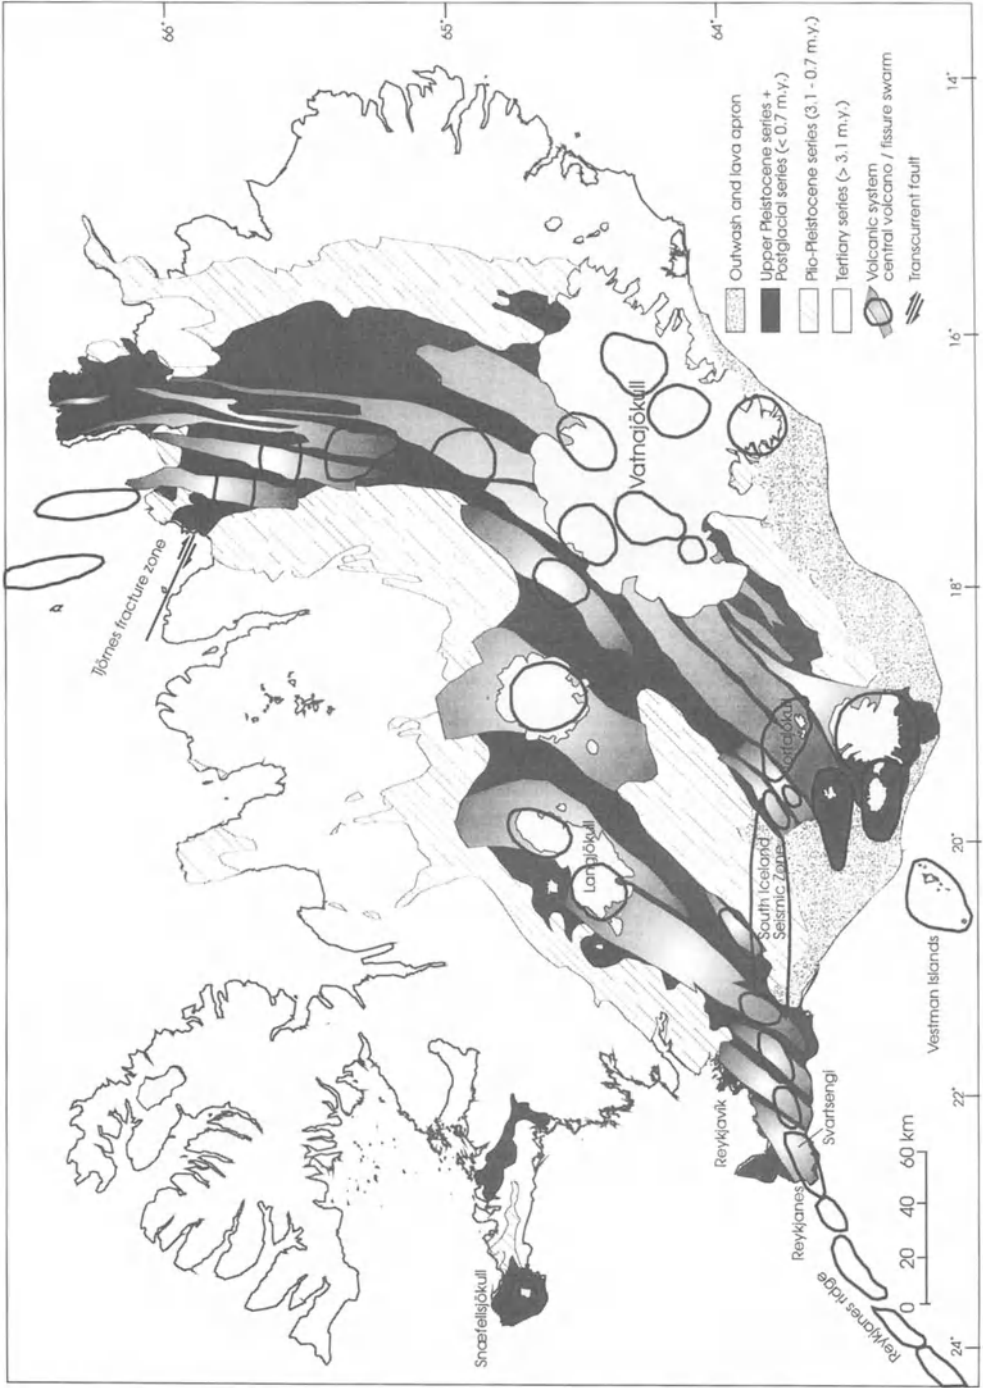 66°
65°
64°
Tjörnes fracture zone
Vatnajökull
Langjökull
South Iceland
Seismic Zone
Snæfellsjökull
Reykjavik
Svartsengi
Reykjanes
Reykjanes ridge
Vestman Islands
0 20 40 60 km
24°
22°
20°
18°
16°
14°
Outwash and lava apron
Upper Pleistocene series +
Postglacial series (< 0.7 m.y.)
Plio-Pleistocene series (3.1 - 0.7 m.y.)
Tertiary series (> 3.1 m.y.)
Volcanic system
central volcano / fissure swarm
Transcurrent fault